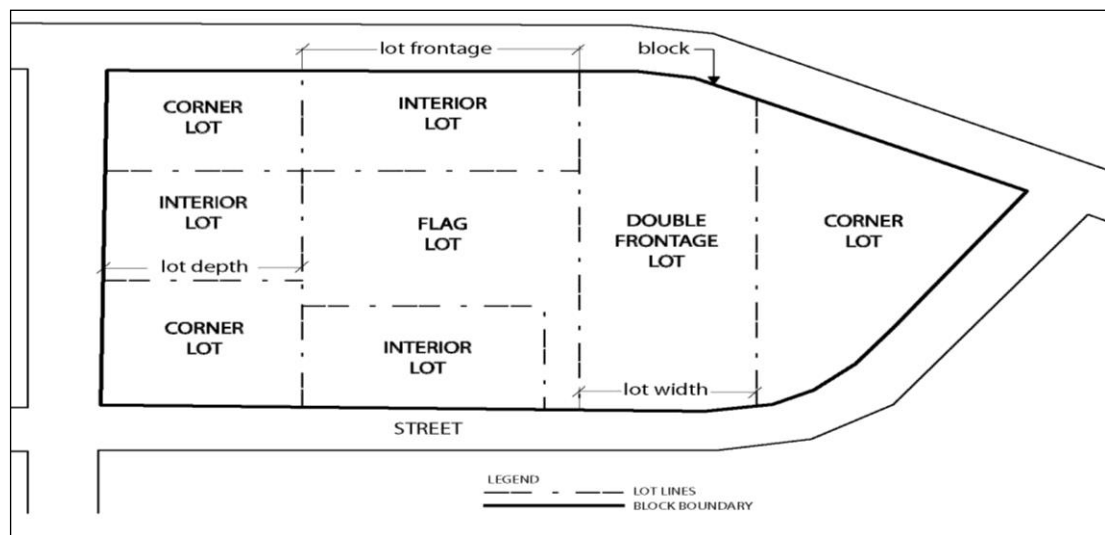 lot frontage
block
CORNER
LOT
INTERIOR
LOT
INTERIOR
LOT
FLAG
LOT
DOUBLE
FRONTAGE
LOT
CORNER
LOT
lot depth
CORNER
LOT
INTERIOR
LOT
lot width
STREET
LEGEND
LOT LINES
BLOCK BOUNDARY